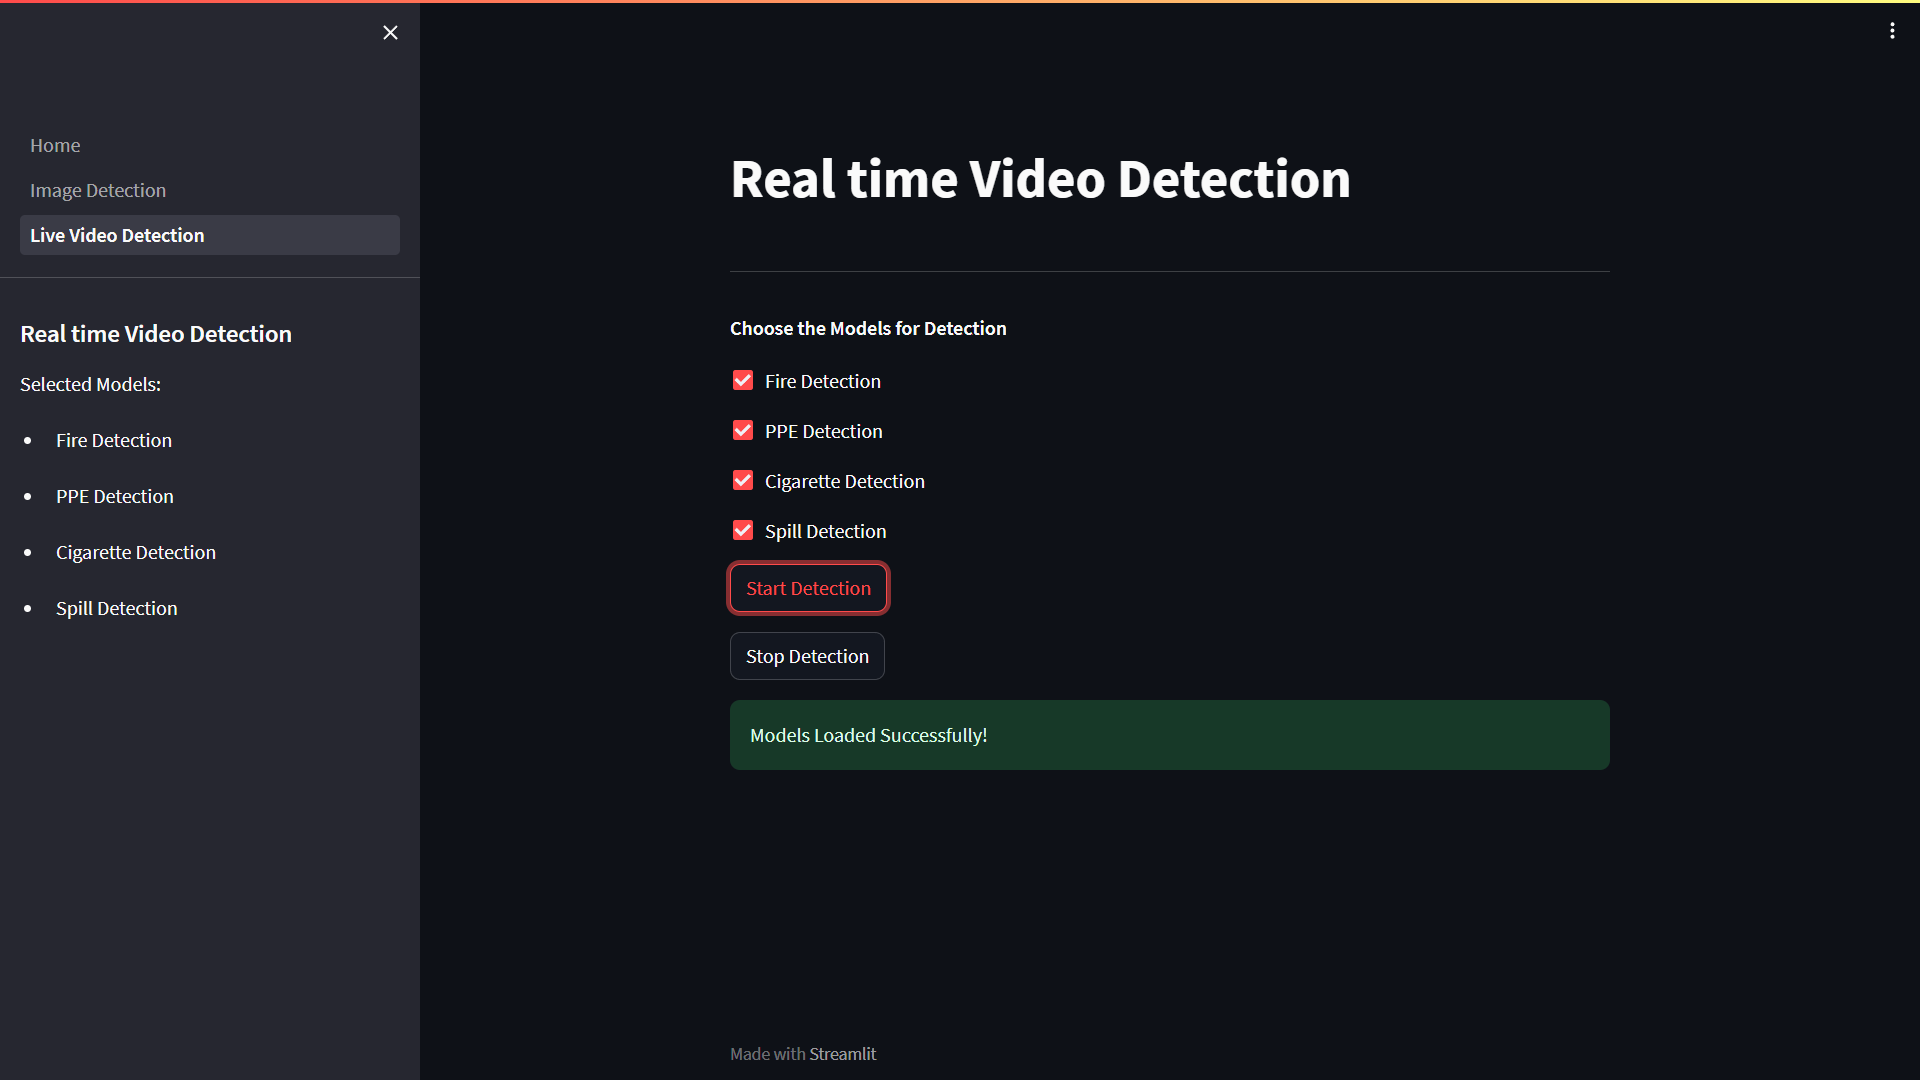 Home
Image Detection
Live Video Detection
Real time Video Detection
Selected Models:
Fire Detection
PPE Detection
Cigarette Detection
Spill Detection
Real time Video Detection
Choose the Models for Detection
Fire Detection
PPE Detection
Cigarette Detection
Spill Detection
Start Detection
Stop Detection
Models Loaded Successfully!
Made with Streamlit